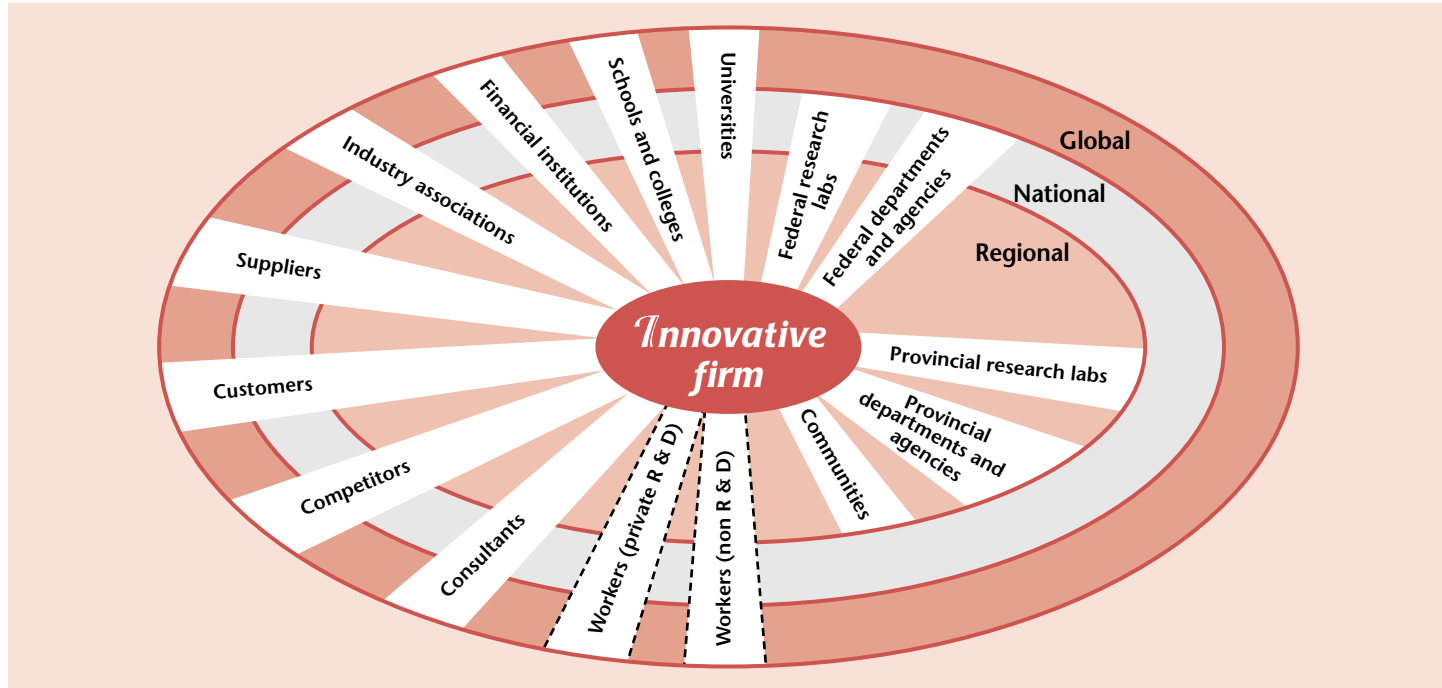 Universities
Schools and colleges
Financial institutions
Industry associations
Suppliers
Customers
Competitors
Consultants
Workers (private R & D)
Workers (non R & D)
Communities
Provincial
departments and
agencies
Provincial research labs
Federal departments
and agencies
Federal research
labs
Global
National
Regional
Innovative
firm